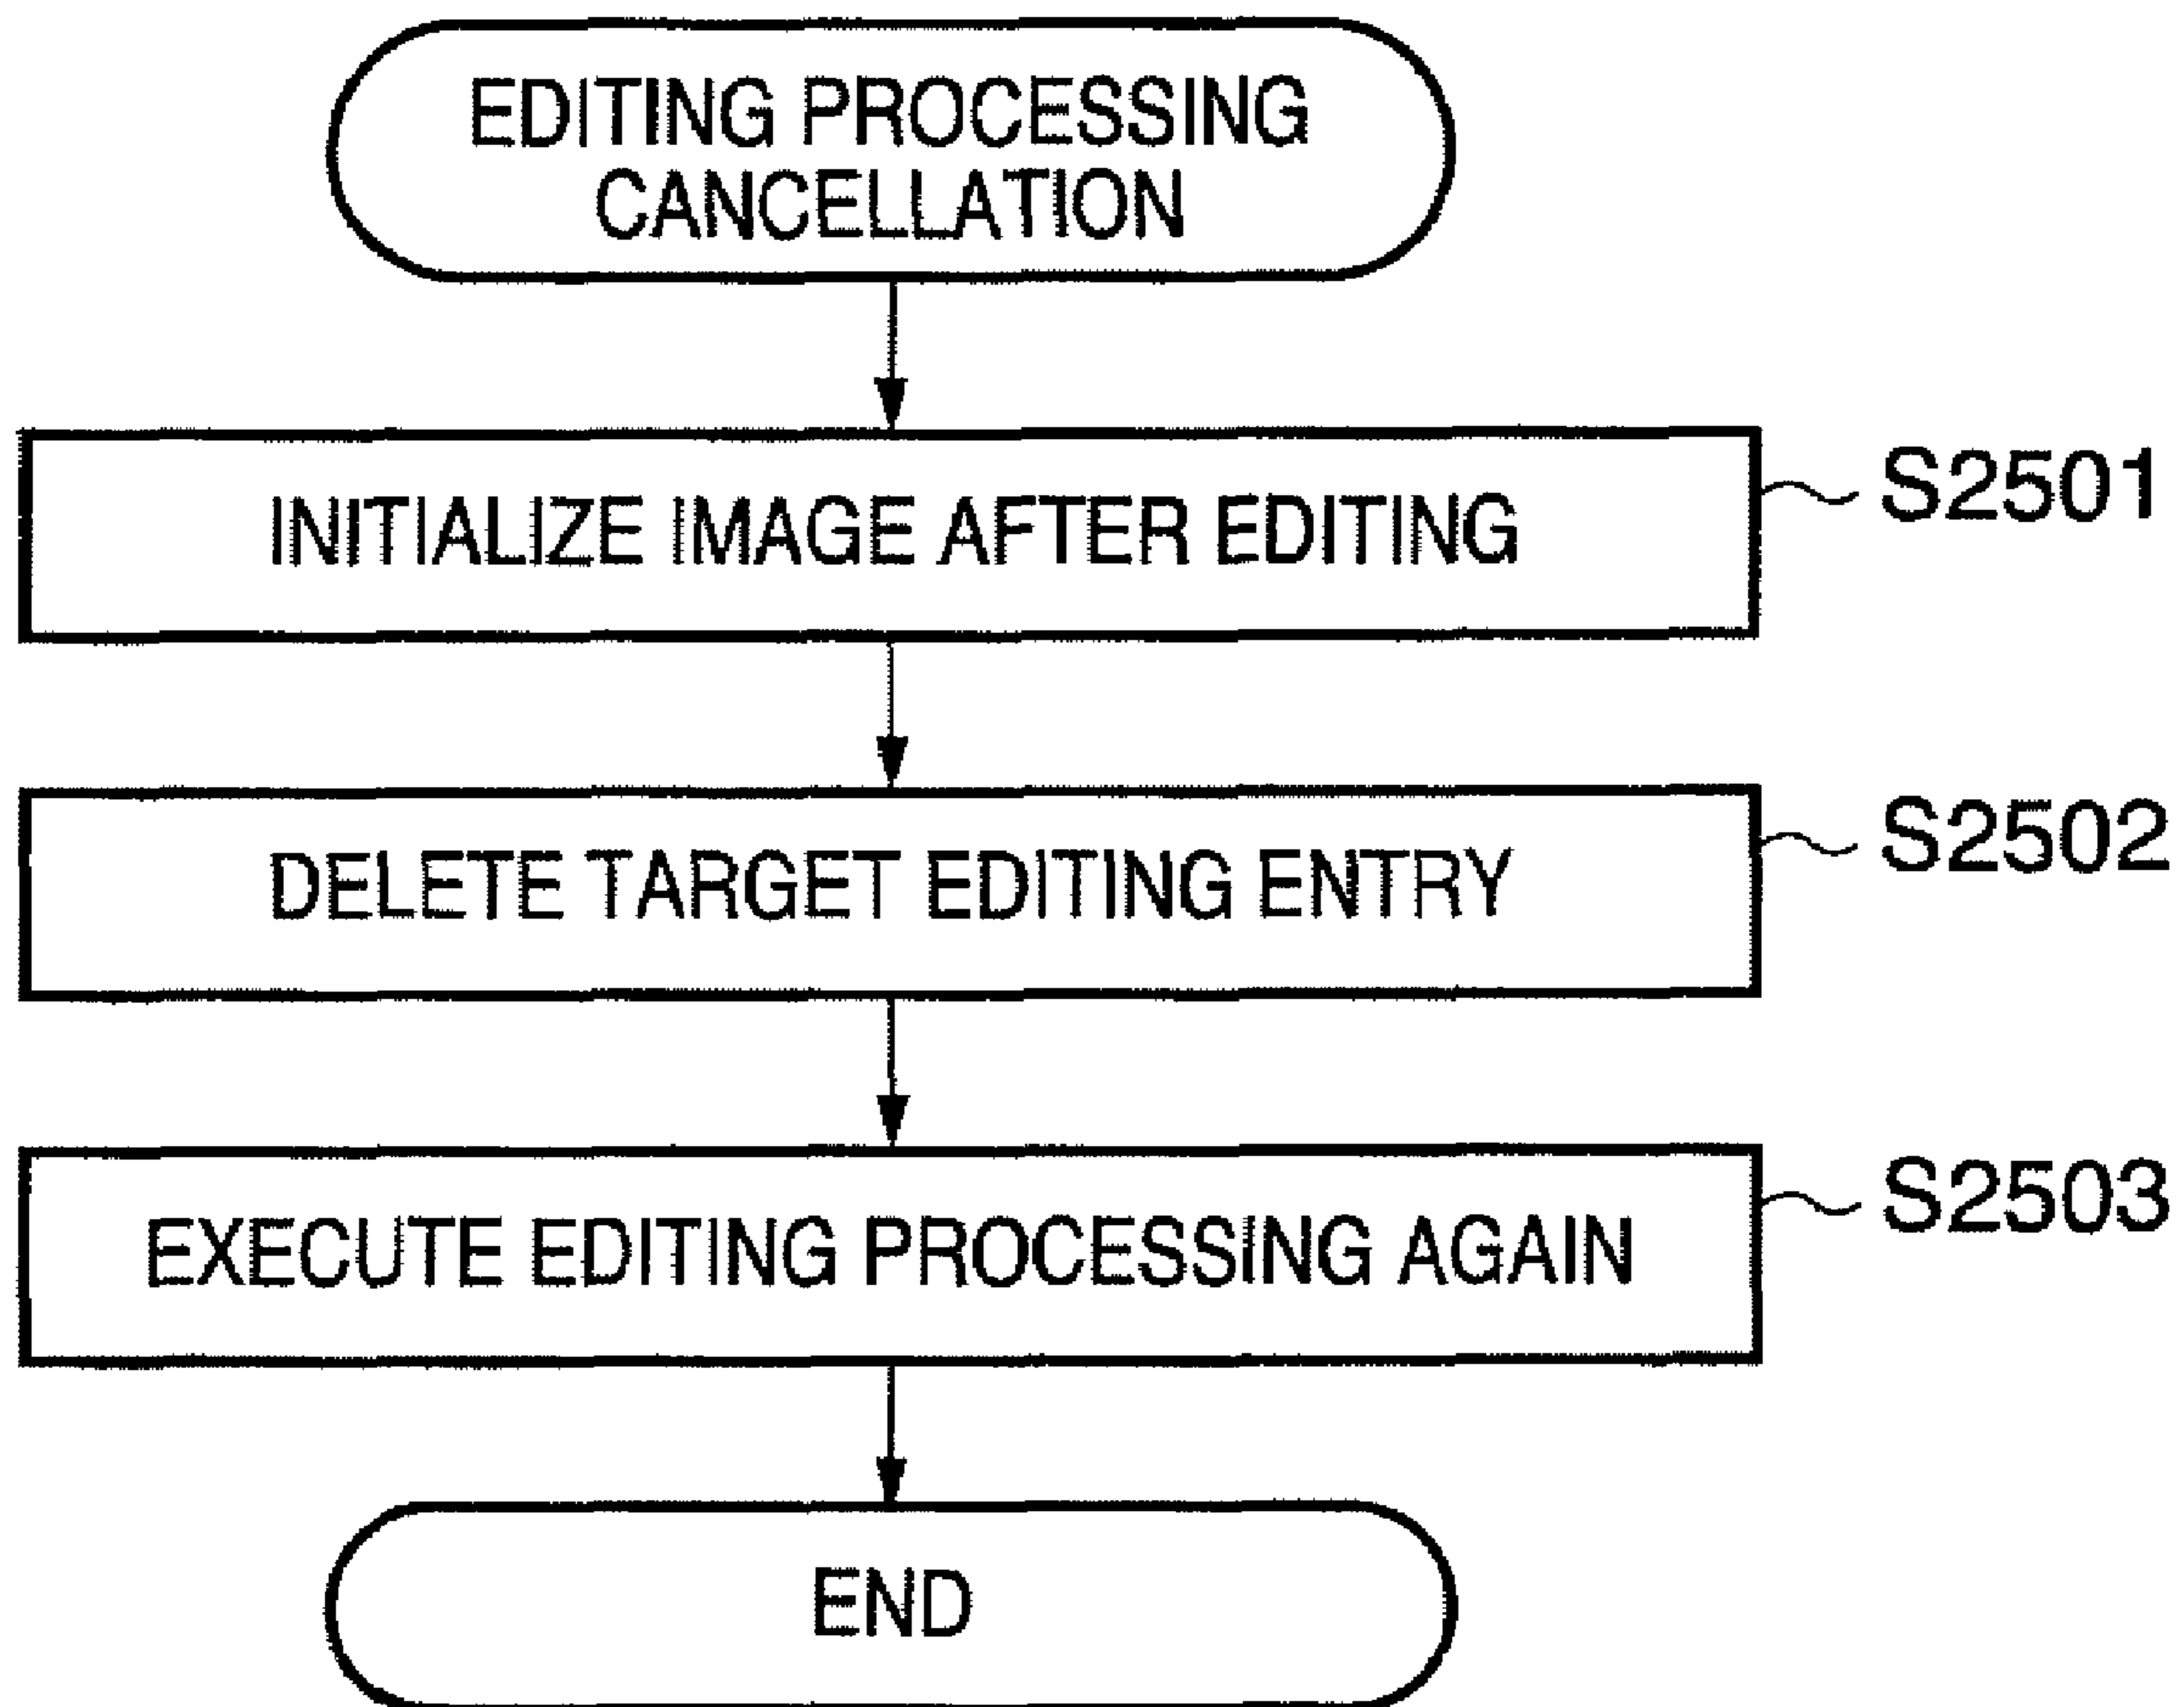 EDITING PROCESSING
CANCELLATION
INITIALIZE IMAGE AFTER EDITING
S2501
DELETE TARGET EDITING ENTRY
S2502
EXECUTE EDITING PROCESSING AGAIN
S2503
END